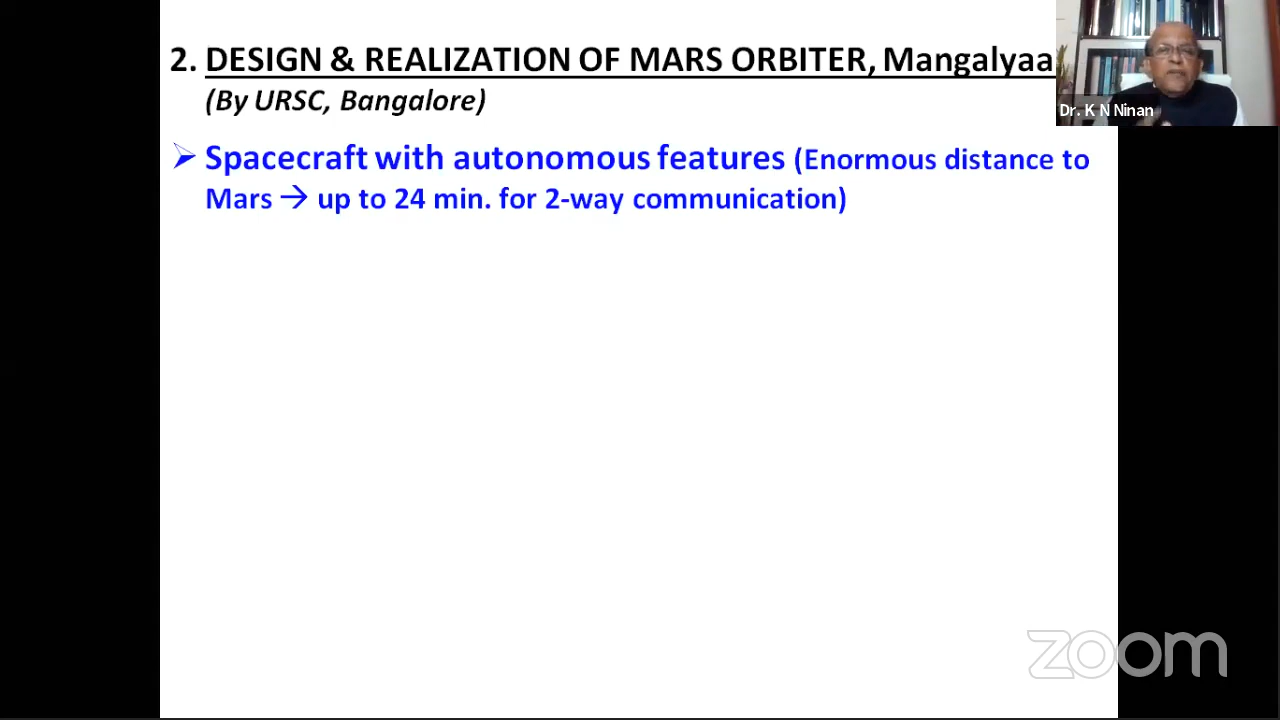 2. DESIGN & REALIZATION OF MARS ORBITER, Mangalyaa
(By URSC, Bangalore)
➢ Spacecraft with autonomous features (Enormous distance to
Mars → up to 24 min. for 2-way communication)
Dr. K N Ninan
zoom